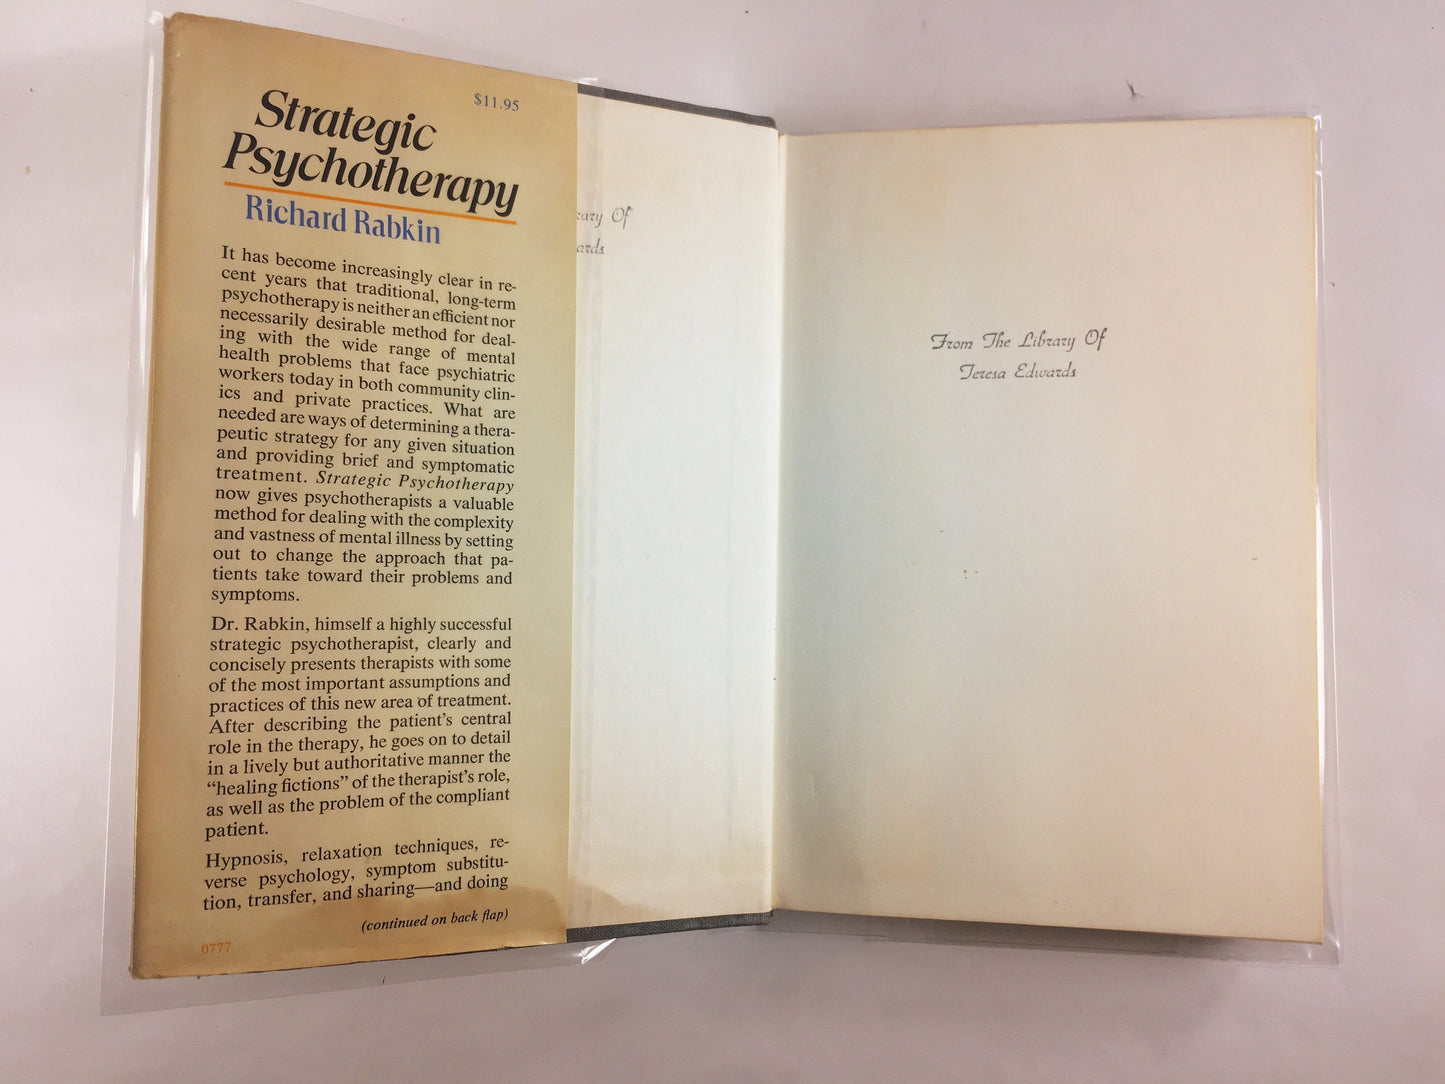 $11.95
Strategic
Psychotherapy
Richard Rabkin
It has become increasingly clear in re-
cent years that traditional, long-term
psychotherapy is neither an efficient nor
necessarily desirable method for deal-
ing with the wide range of mental
health problems that face psychiatric
workers today in both community clin-
ics and private practices. What are
needed are ways of determining a thera-
peutic strategy for any given situation
and providing brief and symptomatic
treatment. Strategic Psychotherapy
now gives psychotherapists a valuable
method for dealing with the complexity
and vastness of mental illness by setting
out to change the approach that pa-
tients take toward their problems and
symptoms.
Dr. Rabkin, himself a highly successful
strategic psychotherapist, clearly and
concisely presents therapists with some
of the most important assumptions and
practices of this new area of treatment.
After describing the patient's central
role in the therapy, he goes on to detail
in a lively but authoritative manner the
“healing fictions” of the therapist's role,
as well as the problem of the compliant
patient.
Hypnosis, relaxation techniques, re-
verse psychology, symptom substitu-
tion, transfer, and sharing—and doing
(continued on back flap)
0777
rary Of
ards
From The Library Of
Teresa Edwards